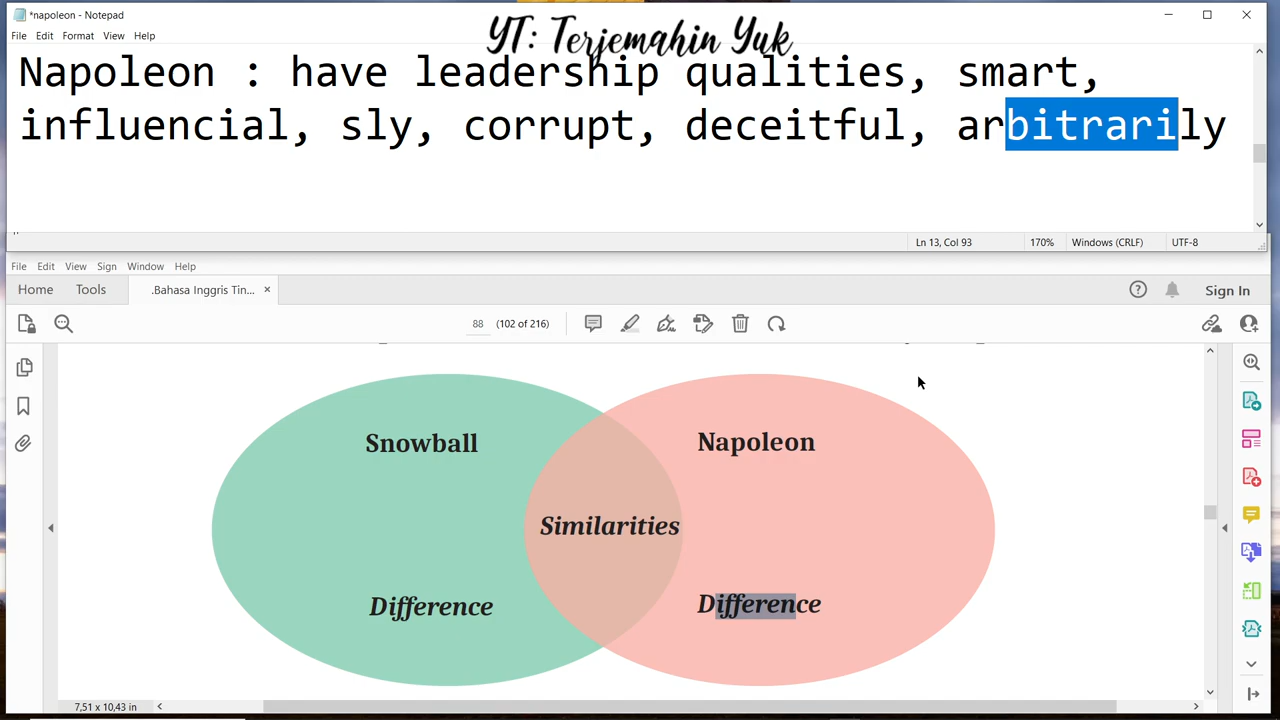 *napoleon - Notepad
YT: Terjemahin Yuk
File Edit Format View Help
Napoleon : have leadership qualities, smart,
influencial, sly, corrupt, deceitful, arbitrarily
Ln 13, Col 93 170% Windows (CRLF) UTF-8
File Edit View Sign Window Help
Home Tools .Bahasa Inggris Tin... × Sign In
88 (102 of 216)
Snowball Napoleon
Similarities
Difference Difference
7,51 x 10,43 in